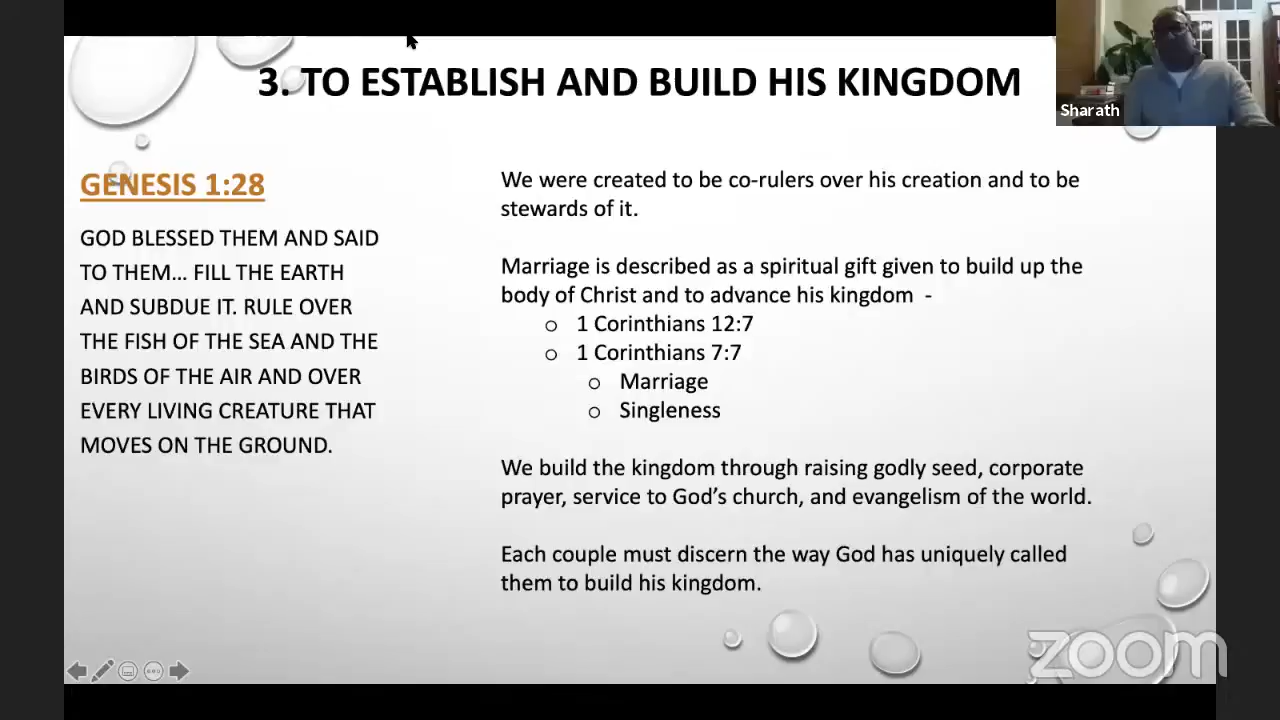 3. TO ESTABLISH AND BUILD HIS KINGDOM
Sharath
GENESIS 1:28
GOD BLESSED THEM AND SAID
TO THEM… FILL THE EARTH
AND SUBDUE IT. RULE OVER
THE FISH OF THE SEA AND THE
BIRDS OF THE AIR AND OVER
EVERY LIVING CREATURE THAT
MOVES ON THE GROUND.
We were created to be co-rulers over his creation and to be
stewards of it.
Marriage is described as a spiritual gift given to build up the
body of Christ and to advance his kingdom -
o 1 Corinthians 12:7
o 1 Corinthians 7:7
o Marriage
o Singleness
We build the kingdom through raising godly seed, corporate
prayer, service to God’s church, and evangelism of the world.
Each couple must discern the way God has uniquely called
them to build his kingdom.
zoom